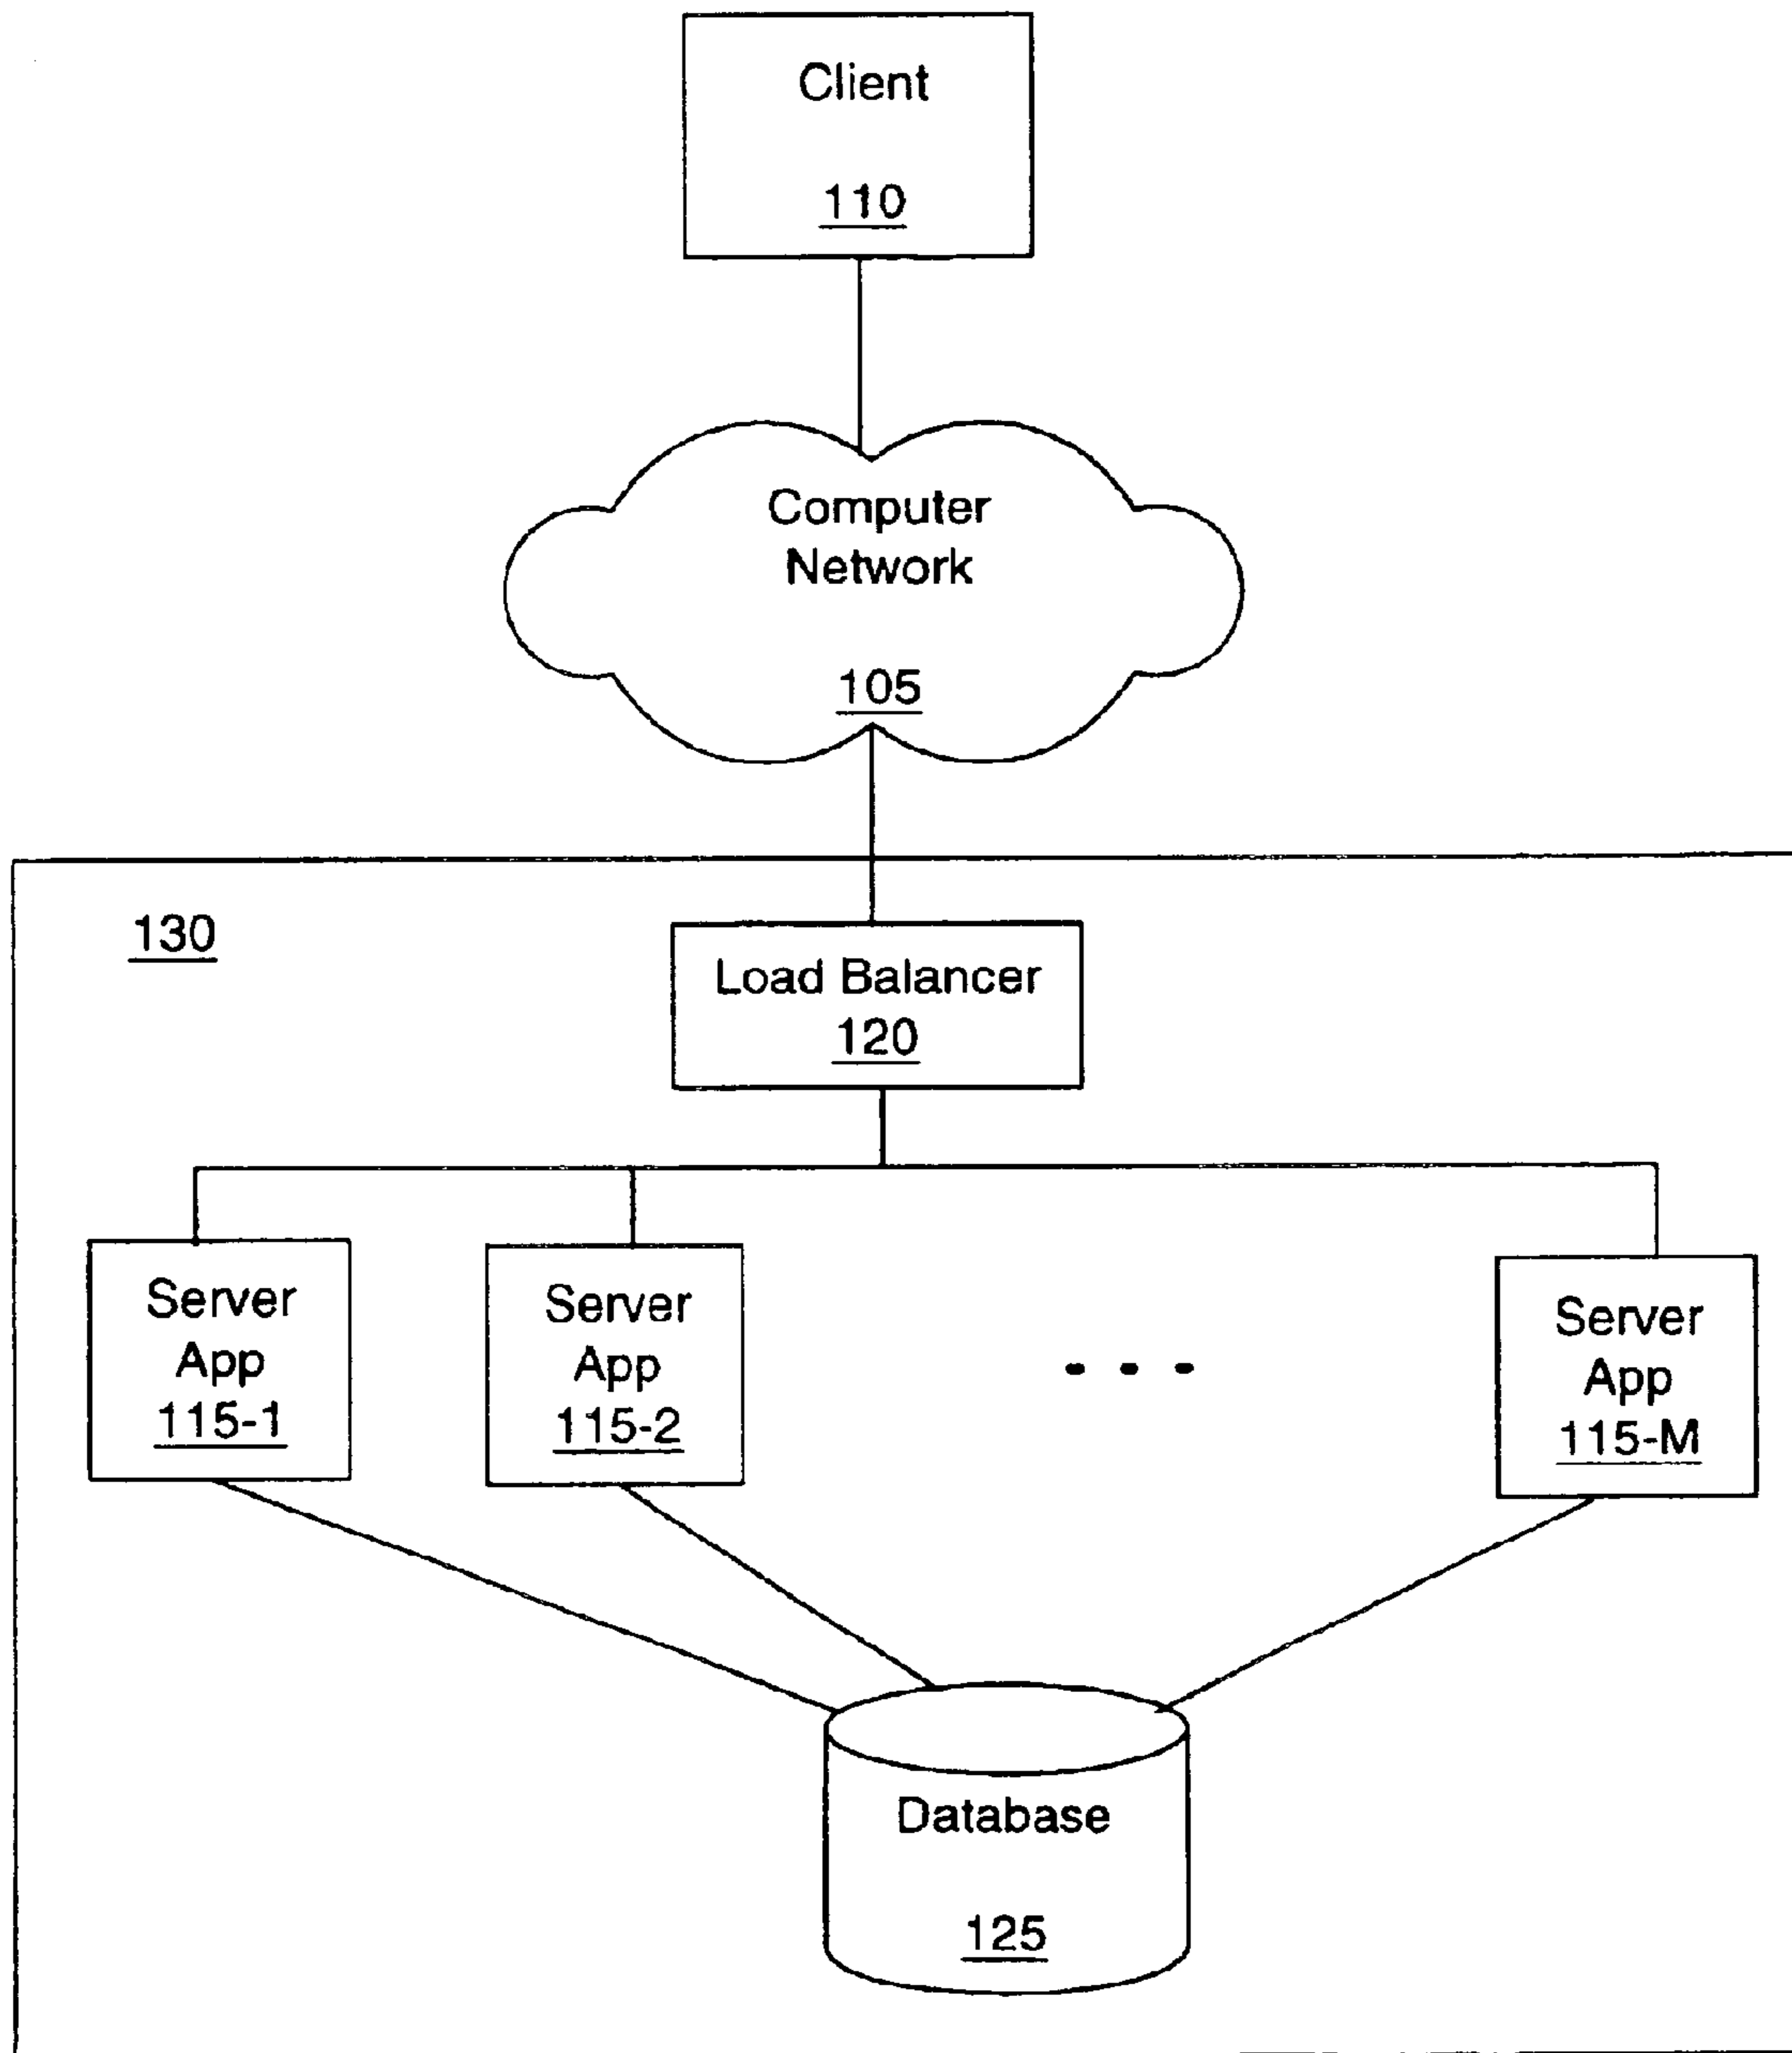 Client
110
Computer
Network
105
130
Load Balancer
120
Server
App
115-1
Server
App
115-2
Server
App
115-M
Database
125